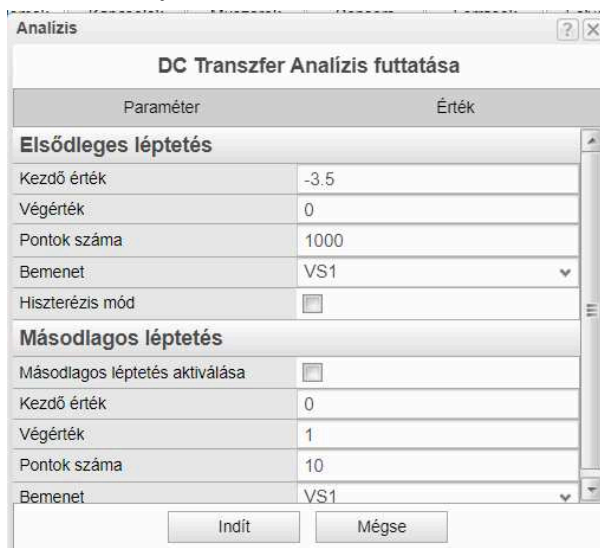 Analízis
DC Transzfer Analízis futtatása
Paraméter Érték
Elsődleges léptetés
Kezdő érték -3.5
Végérték 0
Pontok száma 1000
Bemenet VS1
Hiszterézis mód
Másodlagos léptetés
Másodlagos léptetés aktiválása
Kezdő érték 0
Végérték 1
Pontok száma 10
Bemenet VS1
Indít Mégse